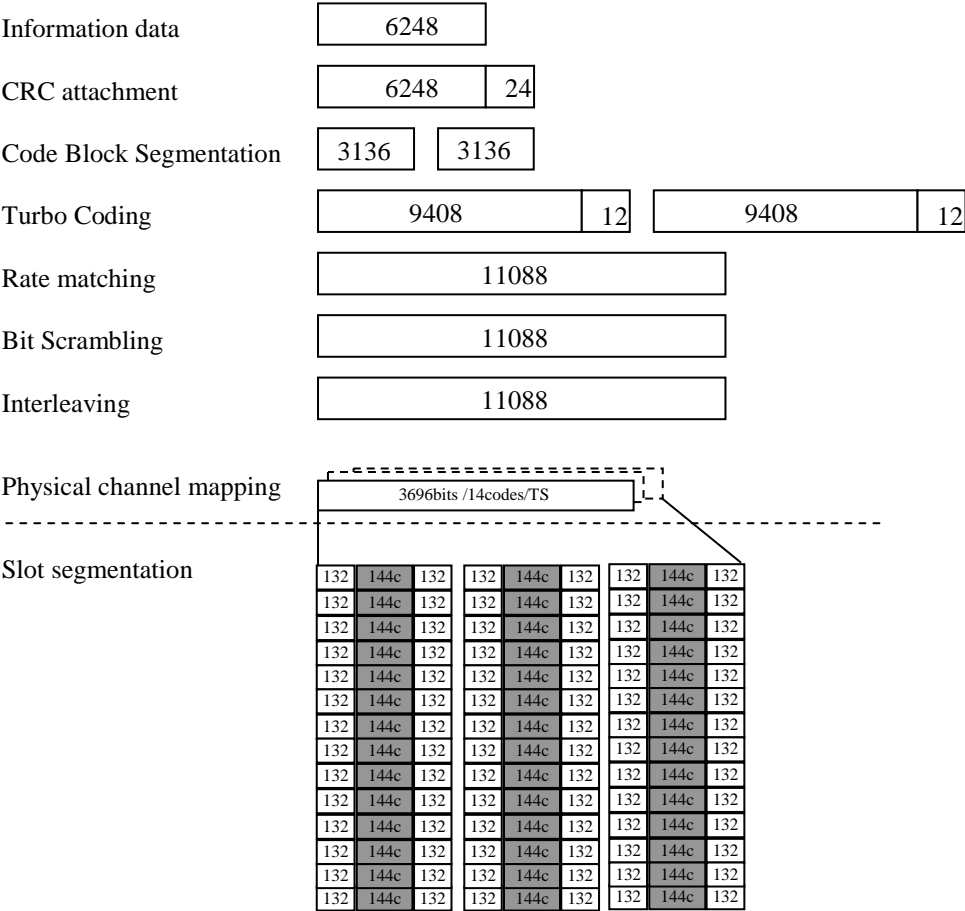 Information data 6248
CRC attachment 6248 24
Code Block Segmentation 3136 3136
Turbo Coding 9408 12 9408 12
Rate matching 11088
Bit Scrambling 11088
Interleaving 11088
Physical channel mapping 3696bits /14codes/TS
Slot segmentation
132 144c 132 132 144c 132 132 144c 132
132 144c 132 132 144c 132 132 144c 132
132 144c 132 132 144c 132 132 144c 132
132 144c 132 132 144c 132 132 144c 132
132 144c 132 132 144c 132 132 144c 132
132 144c 132 132 144c 132 132 144c 132
132 144c 132 132 144c 132 132 144c 132
132 144c 132 132 144c 132 132 144c 132
132 144c 132 132 144c 132 132 144c 132
132 144c 132 132 144c 132 132 144c 132
132 144c 132 132 144c 132 132 144c 132
132 144c 132 132 144c 132 132 144c 132
132 144c 132 132 144c 132 132 144c 132
132 144c 132 132 144c 132 132 144c 132